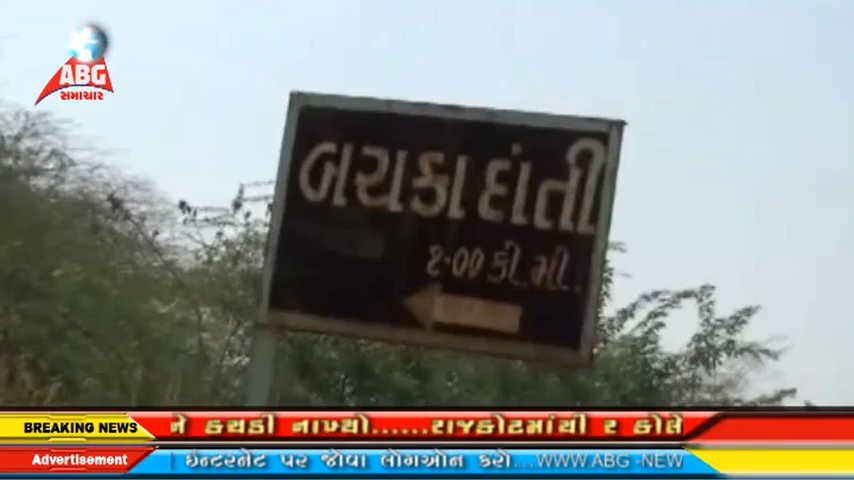 ABG
સમાચાર
બચકા દાંતી
૨.૦૦ કી.મી.
BREAKING NEWS
ને કચડી નાખ્યો......રાજકોટમાંથી ર કોલે
Advertisement
ઇન્ટરનેટ પર જોવા લોગઓન કરો...WWW.ABG -NEW